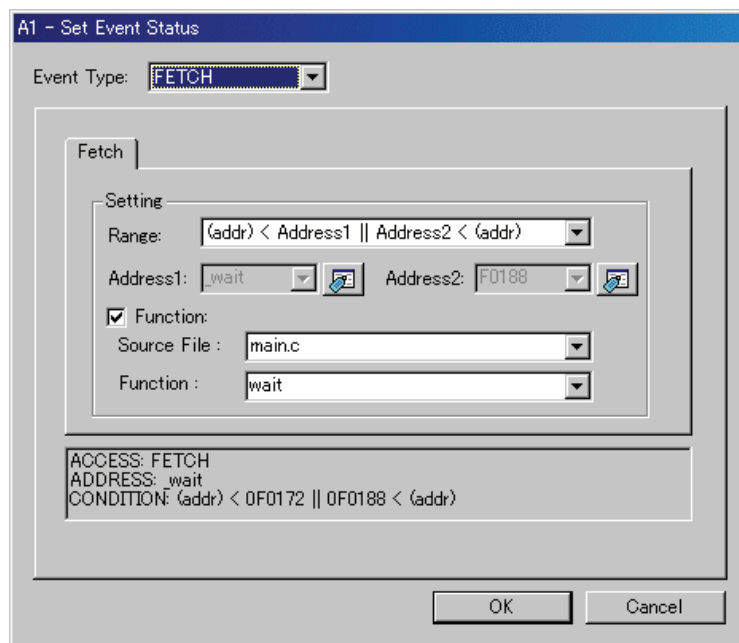 A1 - Set Event Status
Event Type: FETCH
Fetch
Setting
Range: (addr) < Address1 || Address2 < (addr)
Address1: _wait Address2: F0188
Function:
Source File : main.c
Function : wait
ACCESS: FETCH
ADDRESS: _wait
CONDITION: (addr) < 0F0172 || 0F0188 < (addr)
OK Cancel